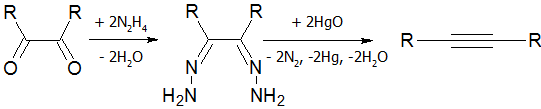 R R
O O
+ 2N₂H₄
- 2H₂O
R R
N N
H₂N NH₂
+ 2HgO
- 2N₂, -2Hg, -2H₂O
R R